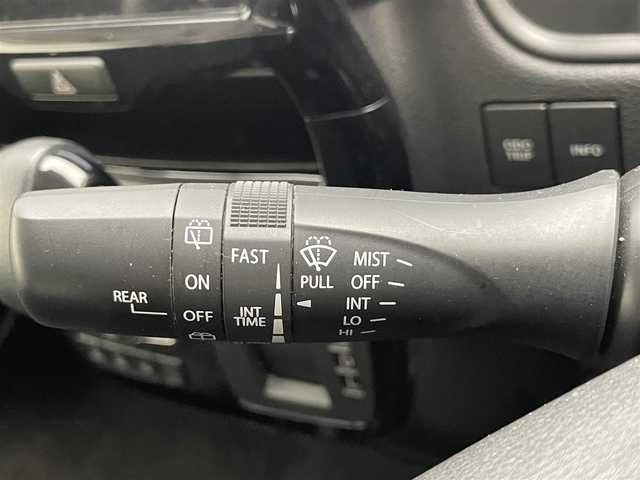 ODO
TRIP
INFO
FAST
MIST
ON
PULL
OFF
REAR
OFF
INT
TIME
INT
LO
HI